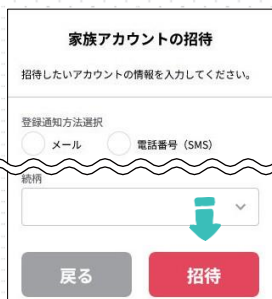 家族アカウントの招待
招待したいアカウントの情報を入力してください。
登録通知方法選択
メール 電話番号（SMS）
続柄
戻る 招待